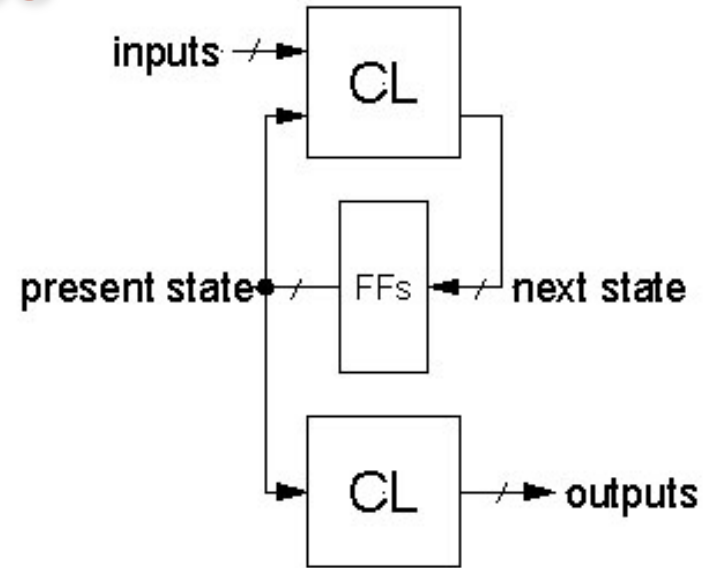 inputs
CL
present state
FFs
next state
CL
outputs